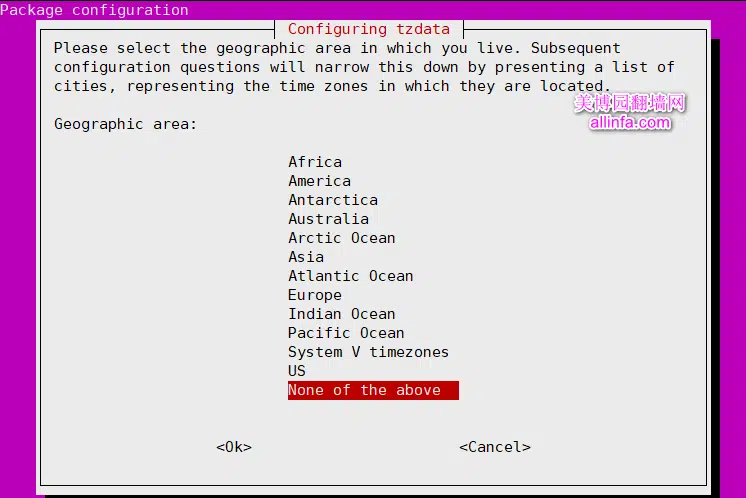 Package configuration
Configuring tzdata
Please select the geographic area in which you live. Subsequent
configuration questions will narrow this down by presenting a list of
cities, representing the time zones in which they are located.
美博园翻墙网
allinfa.com
Geographic area:
Africa
America
Antarctica
Australia
Arctic Ocean
Asia
Atlantic Ocean
Europe
Indian Ocean
Pacific Ocean
System V timezones
US
None of the above
<Ok> <Cancel>